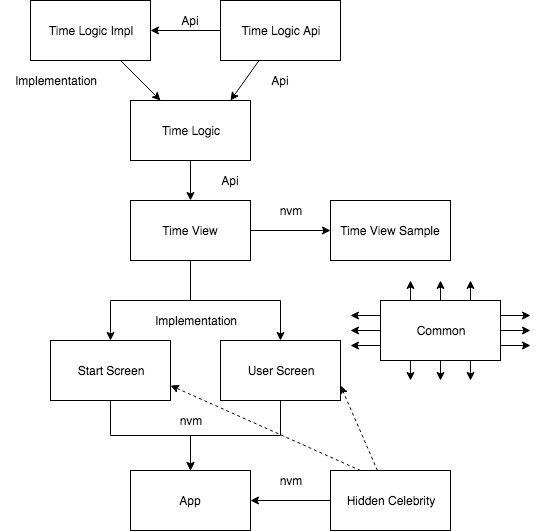 Time Logic Impl
Api
Time Logic Api
Implementation
Api
Time Logic
Api
Time View
nvm
Time View Sample
Implementation
Common
Start Screen
User Screen
nvm
App
nvm
Hidden Celebrity